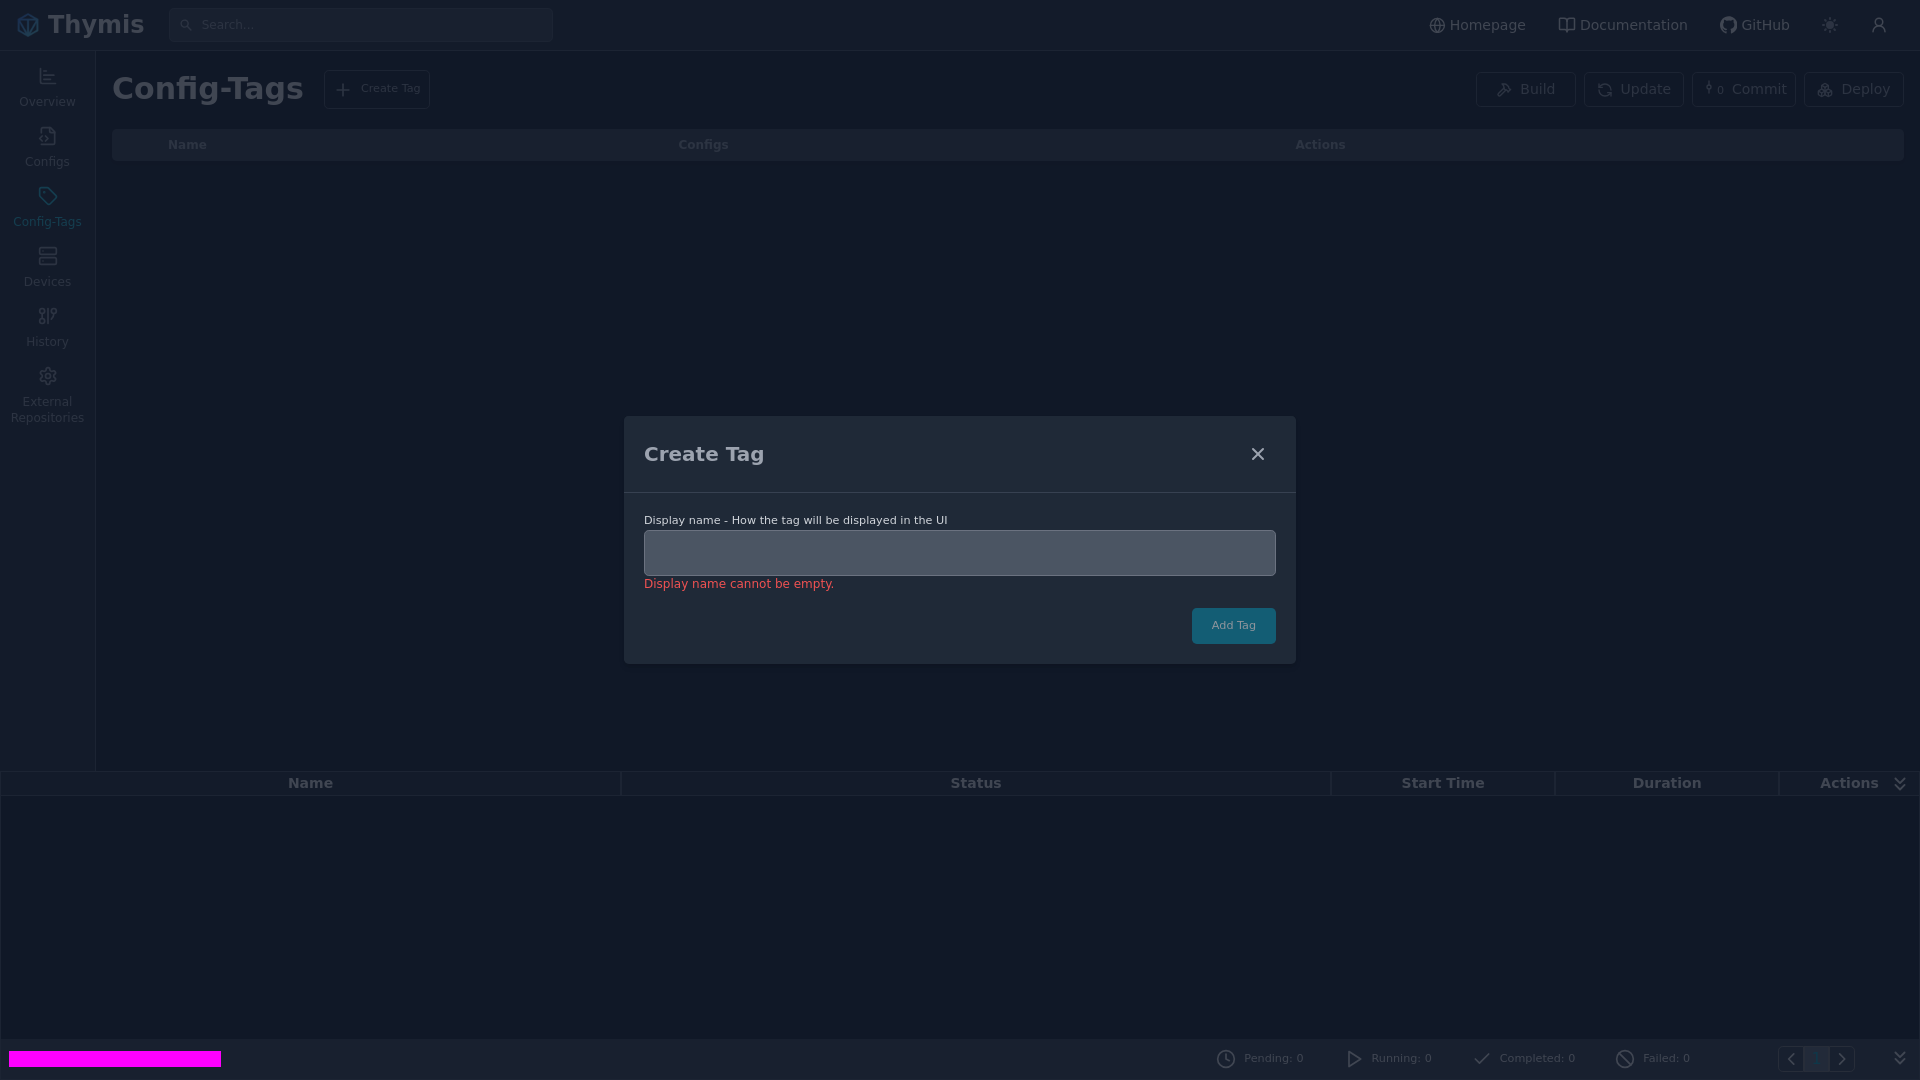 Thymis
Search...
Homepage
Documentation
GitHub
Overview
Configs
Config-Tags
Devices
History
External
Repositories
Config-Tags
Create Tag
Build
Update
0 Commit
Deploy
Name
Configs
Actions
Create Tag
Display name - How the tag will be displayed in the UI
Display name cannot be empty.
Add Tag
Name
Status
Start Time
Duration
Actions
Pending: 0
Running: 0
Completed: 0
Failed: 0